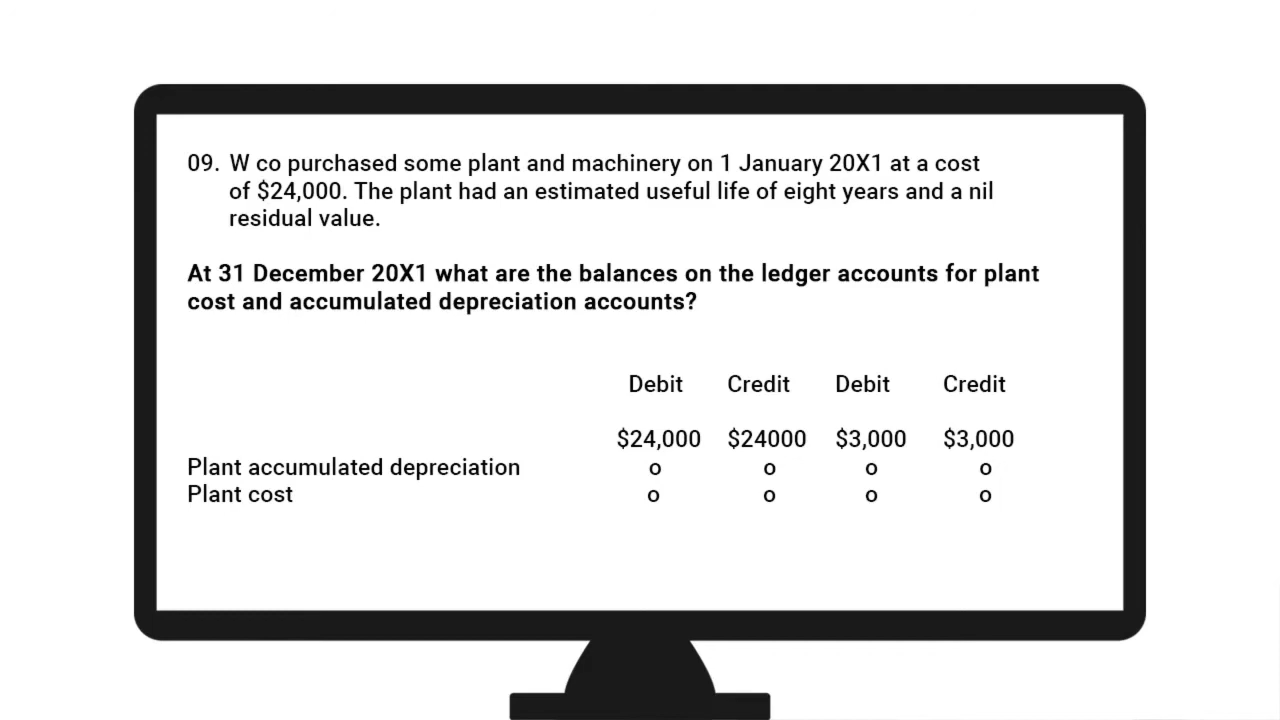 09. W co purchased some plant and machinery on 1 January 20X1 at a cost
of $24,000. The plant had an estimated useful life of eight years and a nil
residual value.
At 31 December 20X1 what are the balances on the ledger accounts for plant
cost and accumulated depreciation accounts?
Debit Credit Debit Credit
$24,000 $24000 $3,000 $3,000
Plant accumulated depreciation o o o o
Plant cost o o o o